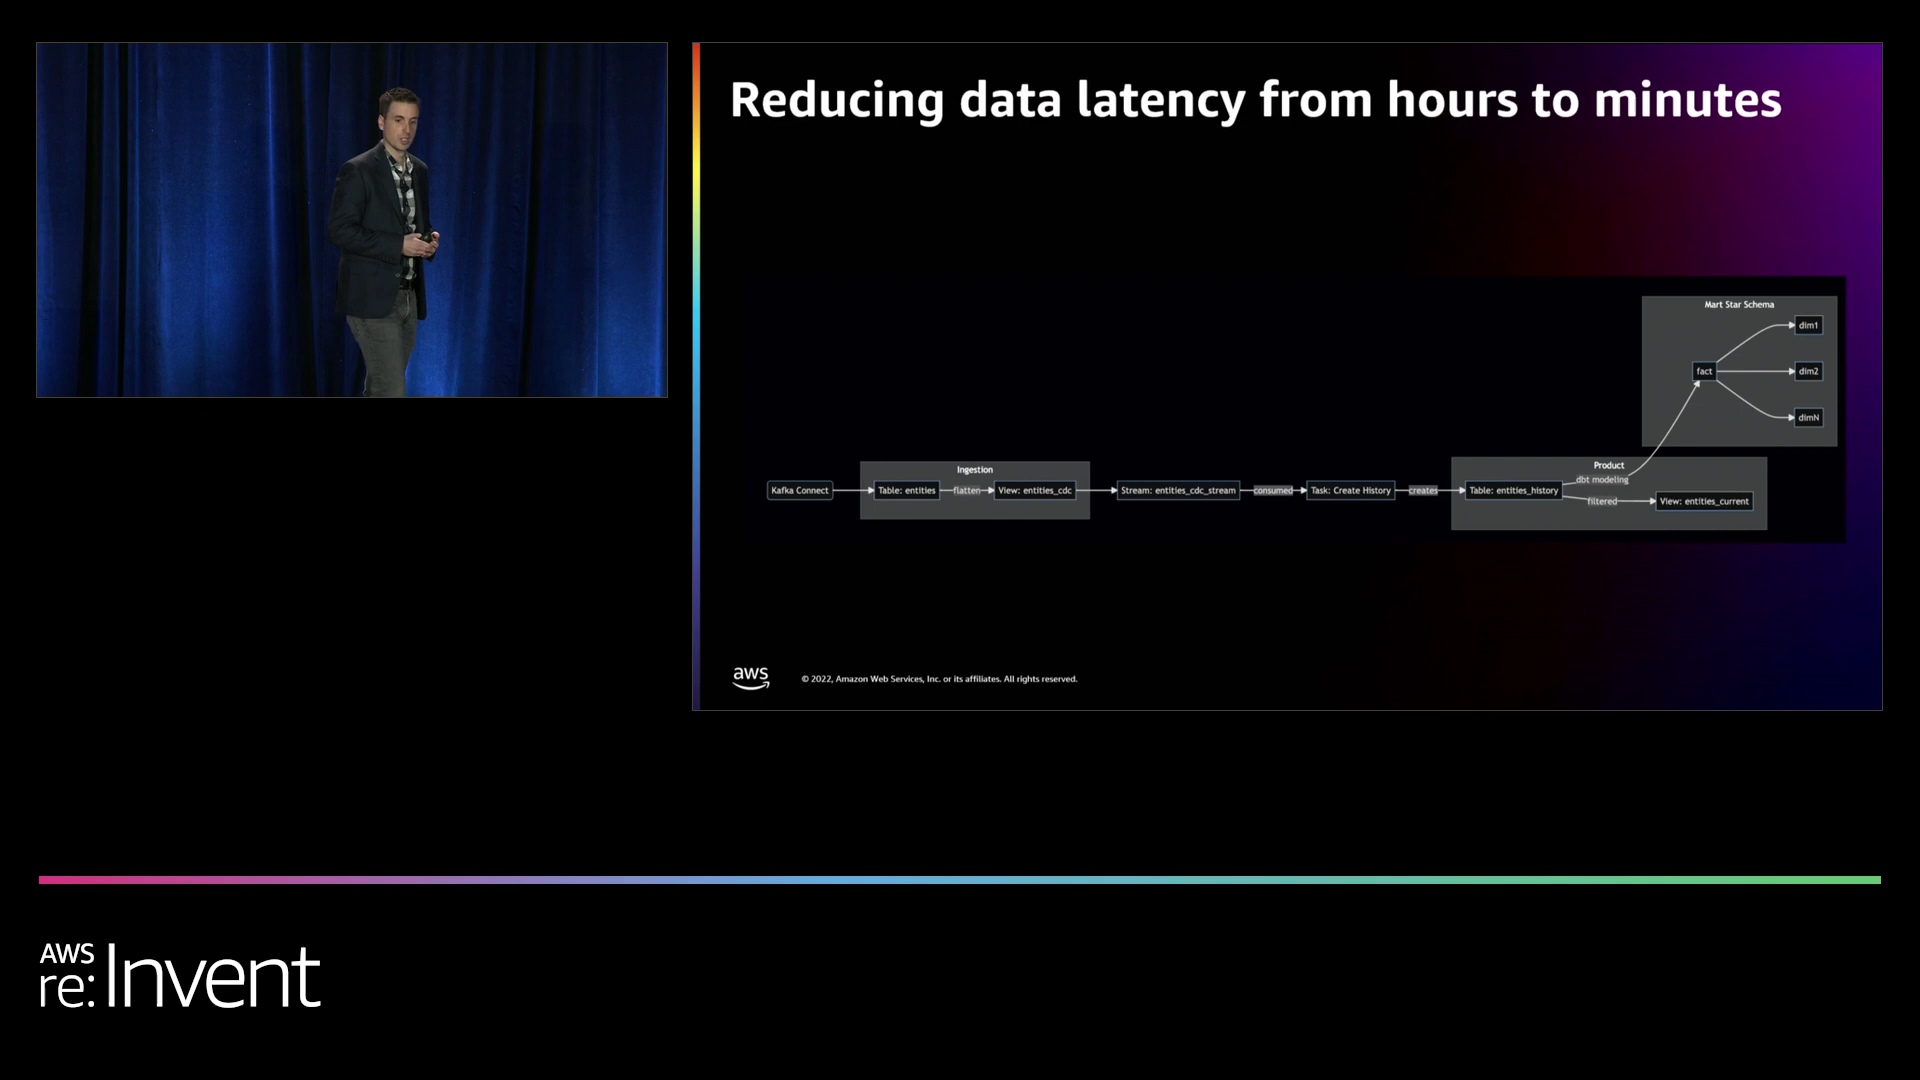 Reducing data latency from hours to minutes
Mart Star Schema
dim1
fact
dim2
dimN
Ingestion
Product
dbt modeling
Kafka Connect
Table: entities
flatten
View: entities_cdc
Stream: entities_cdc_stream
consumed
Task: Create History
creates
Table: entities_history
filtered
View: entities_current
aws
© 2022, Amazon Web Services, Inc. or its affiliates. All rights reserved.
AWS
re:Invent